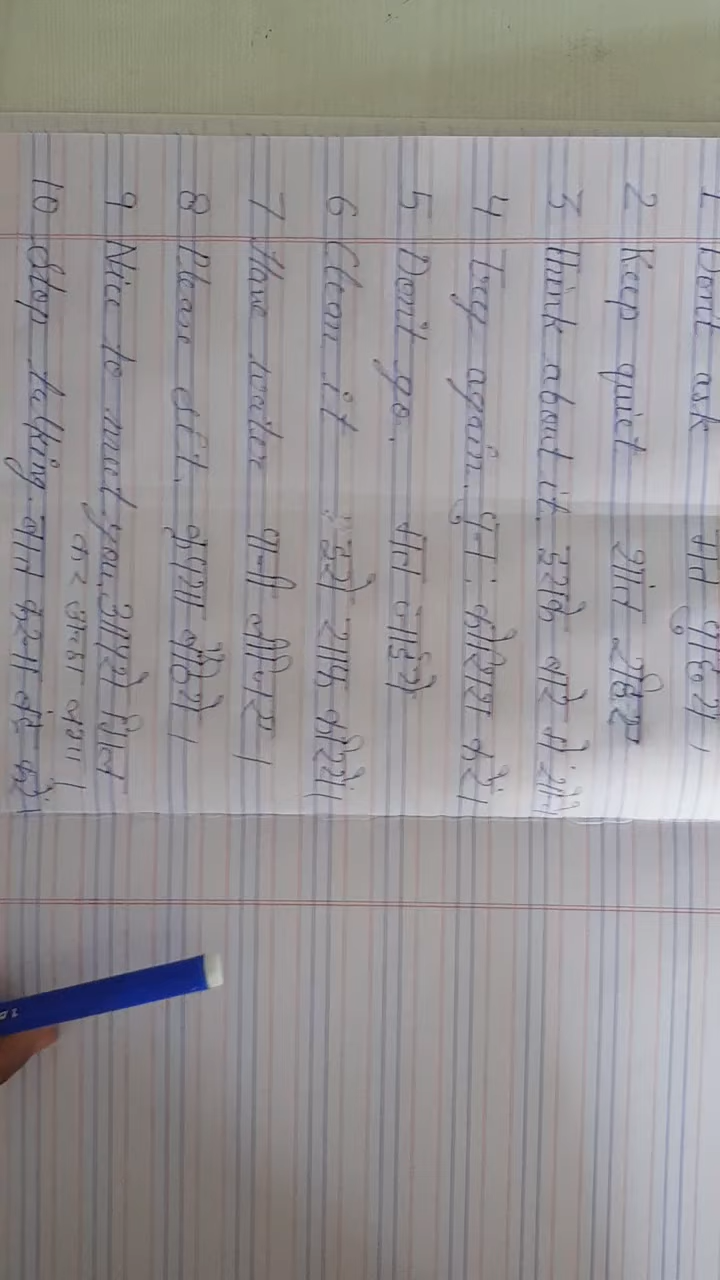 1 Don't ask मत पूछिए।
2 Keep quiet शांत रहिए
3 Think about it. इसके बारे में सोचें।
4 Try again. पुनः कोशिश करें।
5 Don't go. मत जाइये
6 Clean it : इसे साफ करें।
7 Have water पानी लीजिए।
8 Please sit. कृपया बैठिये।
9 Nice to meet you. आपसे मिल
कर अच्छा लगा।
10 Stop talking. बात करना बंद करें।